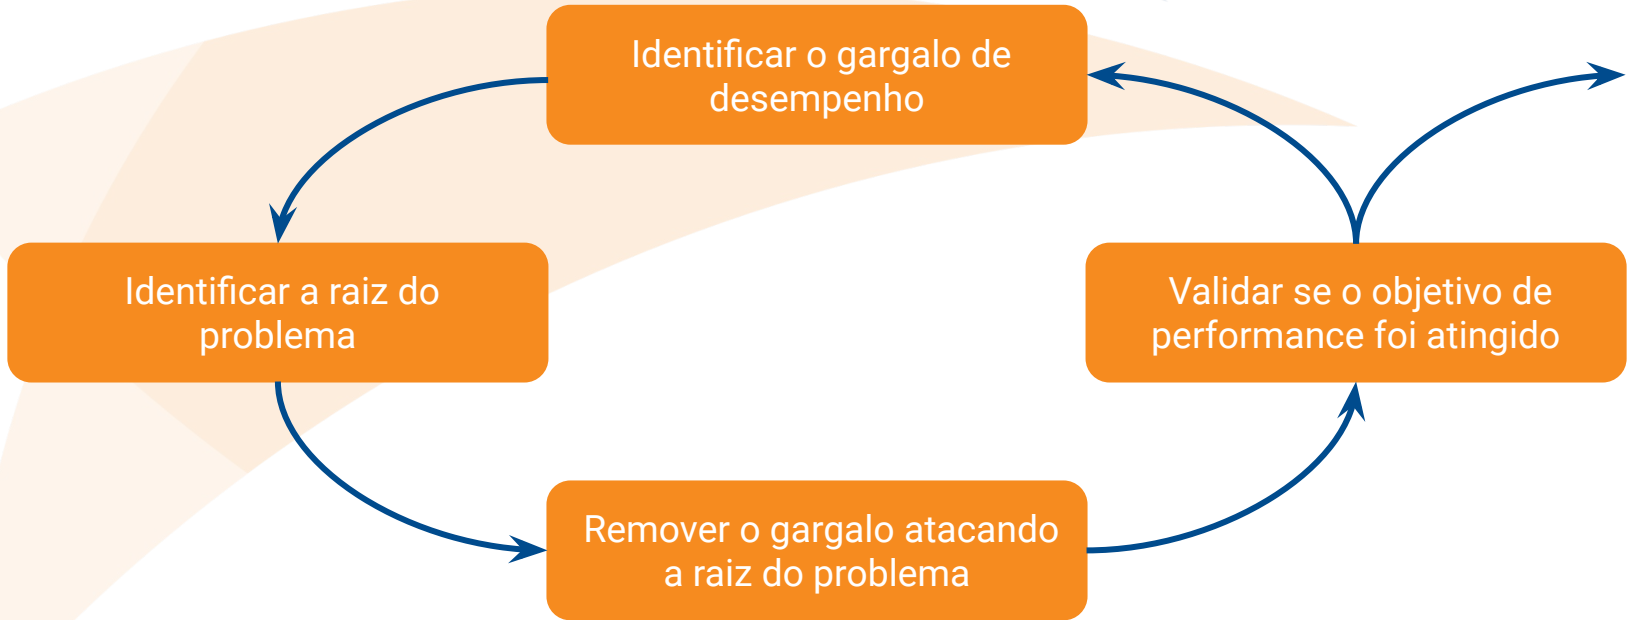 Identificar o gargalo de
desempenho
Identificar a raiz do
problema
Validar se o objetivo de
performance foi atingido
Remover o gargalo atacando
a raiz do problema